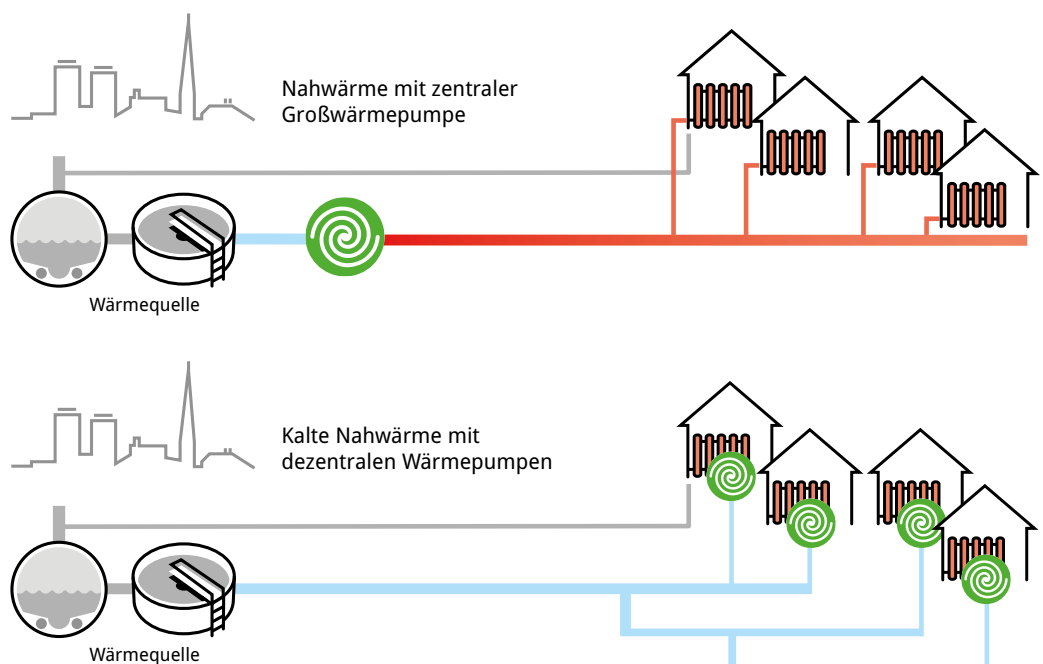 Nahwärme mit zentraler
Großwärmepumpe
Wärmequelle
Kalte Nahwärme mit
dezentralen Wärmepumpen
Wärmequelle